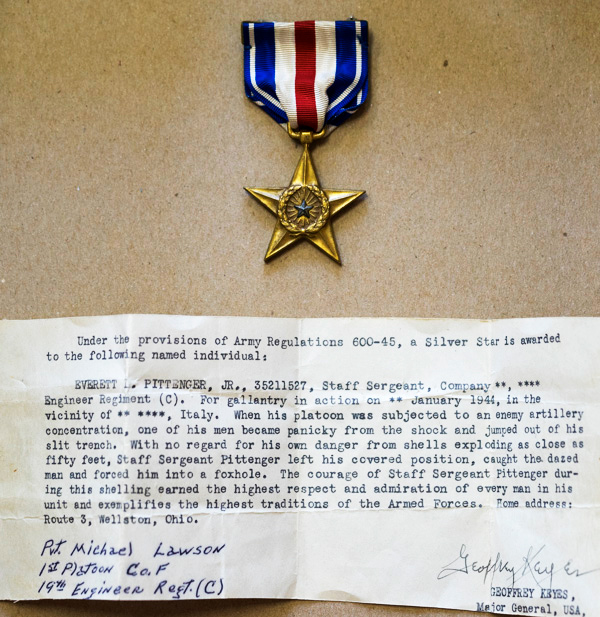 Under the provisions of Army Regulations 600-45, a Silver Star is awarded
to the following named individual:
EVERETT L. PITTENGER, JR., 35211527, Staff Sergeant, Company **, ****
Engineer Regiment (C). For gallantry in action on ** January 1944, in the
vicinity of ** ****, Italy. When his platoon was subjected to an enemy artillery
concentration, one of his men became panicky from the shock and jumped out of his
slit trench. With no regard for his own danger from shells exploding as close as
fifty feet, Staff Sergeant Pittenger left his covered position, caught the dazed
man and forced him into a foxhole. The courage of Staff Sergeant Pittenger dur-
ing this shelling earned the highest respect and admiration of every man in his
unit and exemplifies the highest traditions of the Armed Forces. Home address:
Route 3, Wellston, Ohio.
Pvt. Michael Lawson
1st Platoon Co. F
19th Engineer Regt. (C)
Geoffrey Keyes
GEOFFREY KEYES,
Major General, USA,